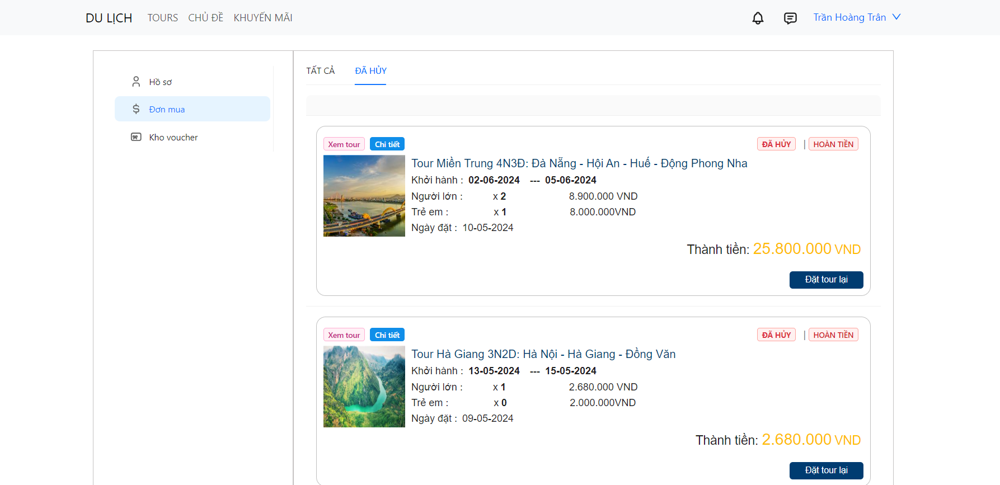 DU LỊCH TOURS CHỦ ĐỀ KHUYẾN MÃI Trần Hoàng Trân
Hồ sơ
Đơn mua
Kho voucher
TẤT CẢ ĐÃ HỦY
Xem tour Chi tiết ĐÃ HỦY | HOÀN TIỀN
Tour Miền Trung 4N3Đ: Đà Nẵng - Hội An - Huế - Động Phong Nha
Khởi hành : 02-06-2024 --- 05-06-2024
Người lớn : x 2 8.900.000 VND
Trẻ em : x 1 8.000.000VND
Ngày đặt : 10-05-2024
Thành tiền: 25.800.000 VND
Đặt tour lại
Xem tour Chi tiết ĐÃ HỦY | HOÀN TIỀN
Tour Hà Giang 3N2D: Hà Nội - Hà Giang - Đồng Văn
Khởi hành : 13-05-2024 --- 15-05-2024
Người lớn : x 1 2.680.000 VND
Trẻ em : x 0 2.000.000VND
Ngày đặt : 09-05-2024
Thành tiền: 2.680.000 VND
Đặt tour lại